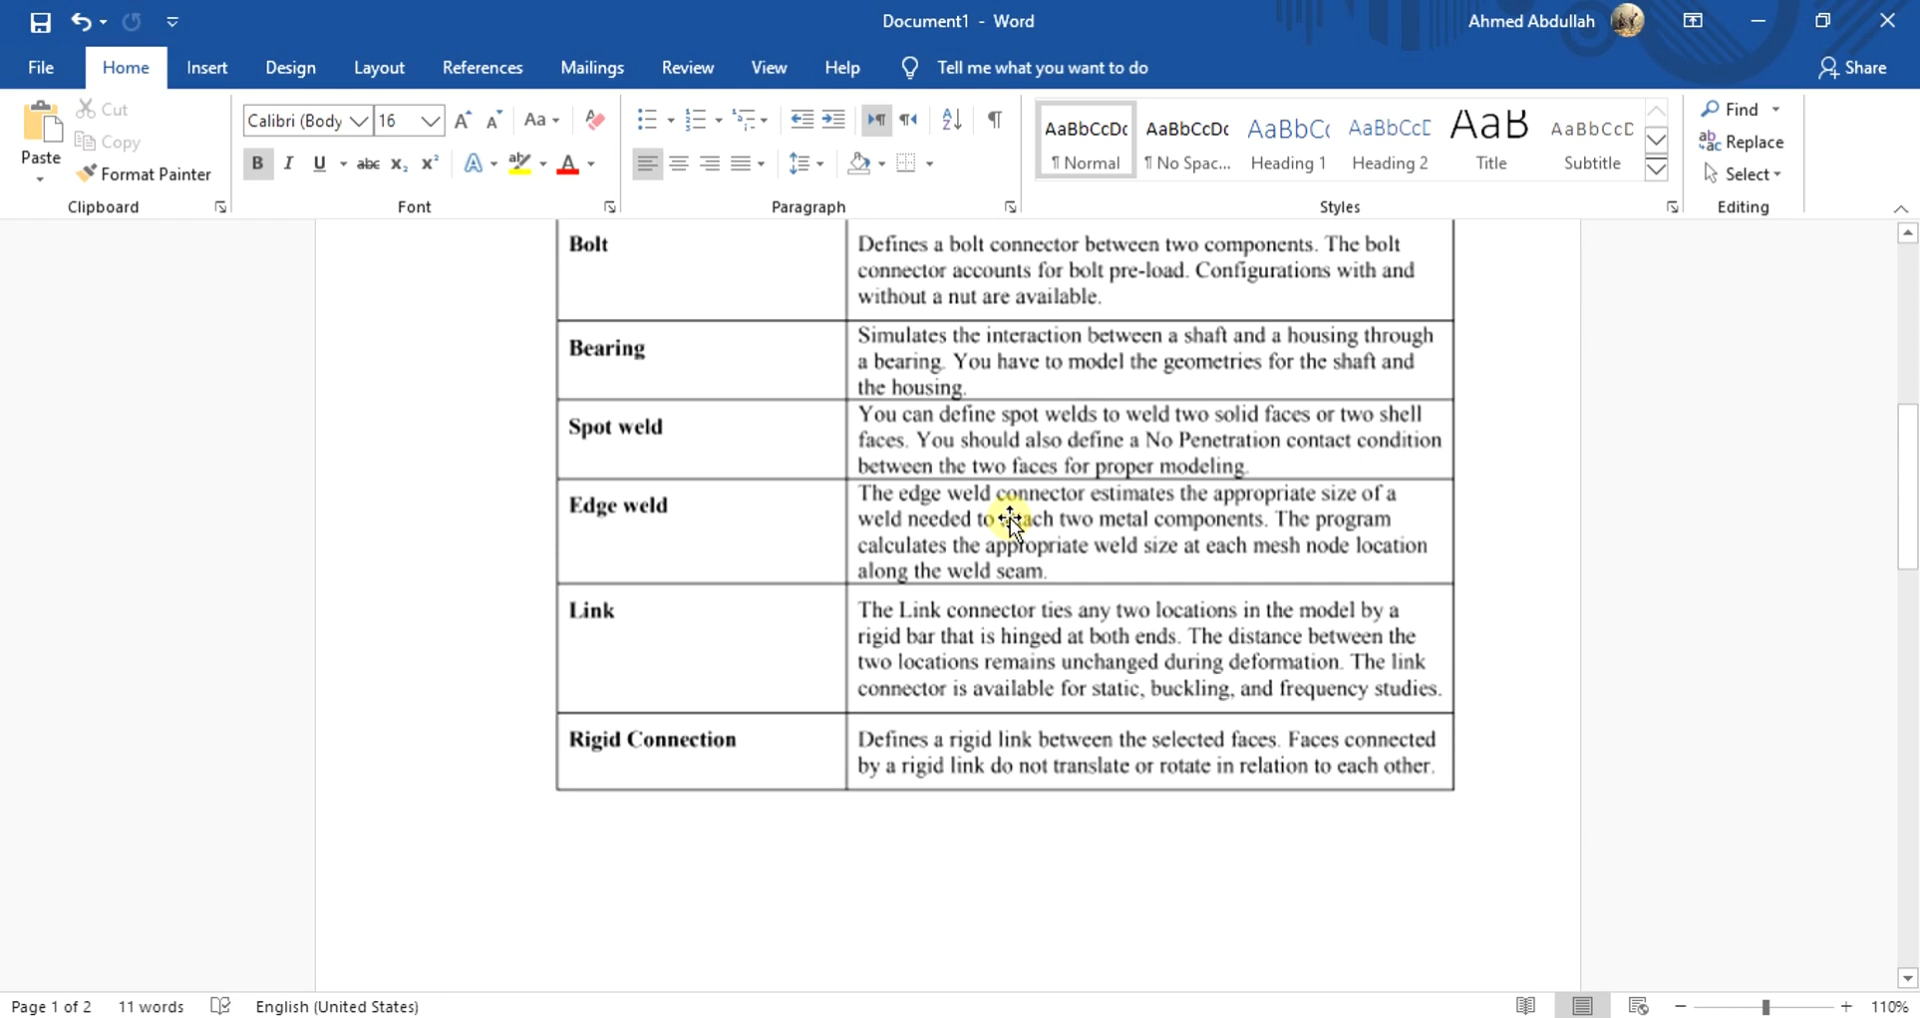 Document1 - Word
Ahmed Abdullah
File Home Insert Design Layout References Mailings Review View Help Tell me what you want to do Share
Paste
Cut
Copy
Format Painter
Clipboard
Calibri (Body 16
Font
Paragraph
AaBbCcDc ¶ Normal
AaBbCcDc ¶ No Spac...
AaBbCc Heading 1
AaBbCcE Heading 2
AaB Title
AaBbCcD Subtitle
Styles
Find
Replace
Select
Editing
Bolt
Defines a bolt connector between two components. The bolt
connector accounts for bolt pre-load. Configurations with and
without a nut are available.
Bearing
Simulates the interaction between a shaft and a housing through
a bearing. You have to model the geometries for the shaft and
the housing.
Spot weld
You can define spot welds to weld two solid faces or two shell
faces. You should also define a No Penetration contact condition
between the two faces for proper modeling.
Edge weld
The edge weld connector estimates the appropriate size of a
weld needed to attach two metal components. The program
calculates the appropriate weld size at each mesh node location
along the weld seam.
Link
The Link connector ties any two locations in the model by a
rigid bar that is hinged at both ends. The distance between the
two locations remains unchanged during deformation. The link
connector is available for static, buckling, and frequency studies.
Rigid Connection
Defines a rigid link between the selected faces. Faces connected
by a rigid link do not translate or rotate in relation to each other.
Page 1 of 2 11 words English (United States) 110%